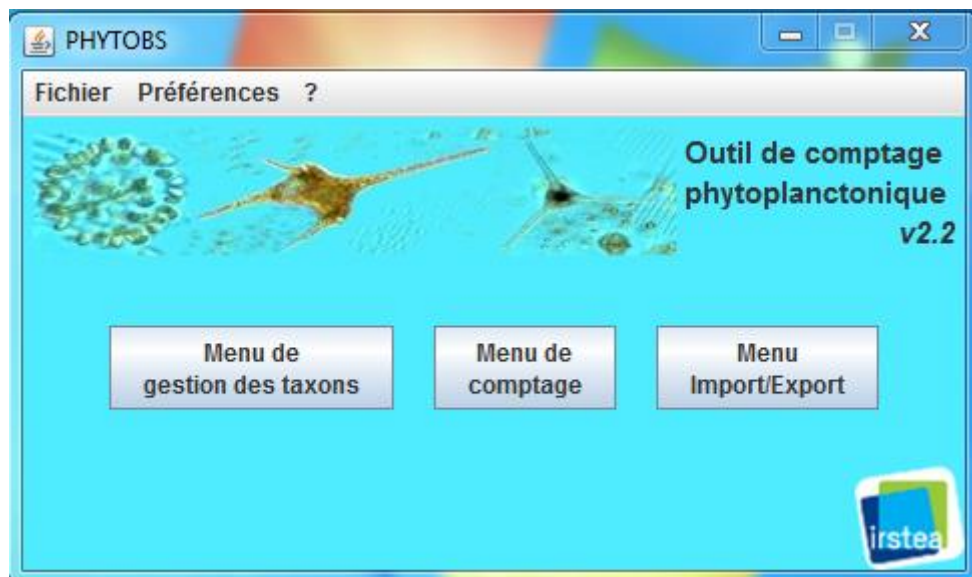 PHYTOBS
Fichier Préférences ?
Outil de comptage
phytoplanctonique
v2.2
Menu de
gestion des taxons
Menu de
comptage
Menu
Import/Export
irstea